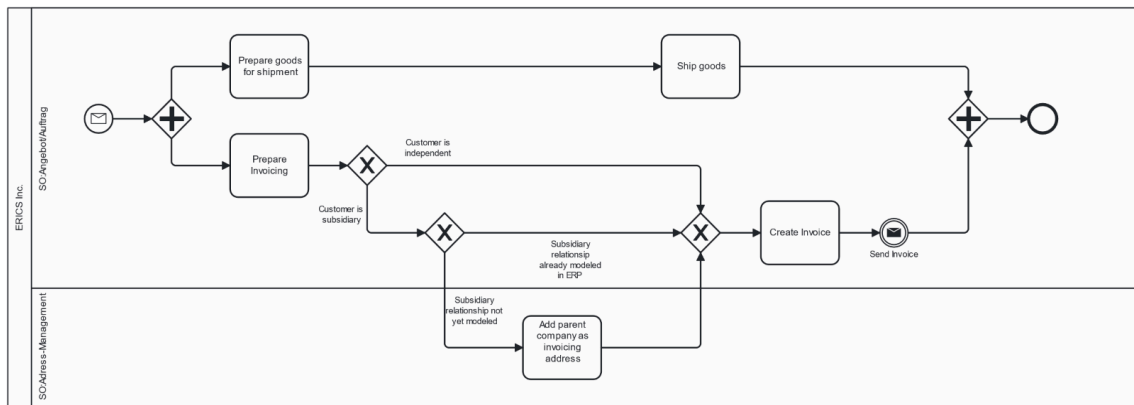 ERICS Inc.
SO:Angebot/Auftrag
Prepare goods
for shipment
Ship goods
Prepare
Invoicing
Customer is
independent
Customer is
subsidiary
Subsidiary
relationsip
already modeled
in ERP
Create Invoice
Send Invoice
SO:Adress-Management
Subsidiary
relationship not
yet modeled
Add parent
company as
invoicing
address